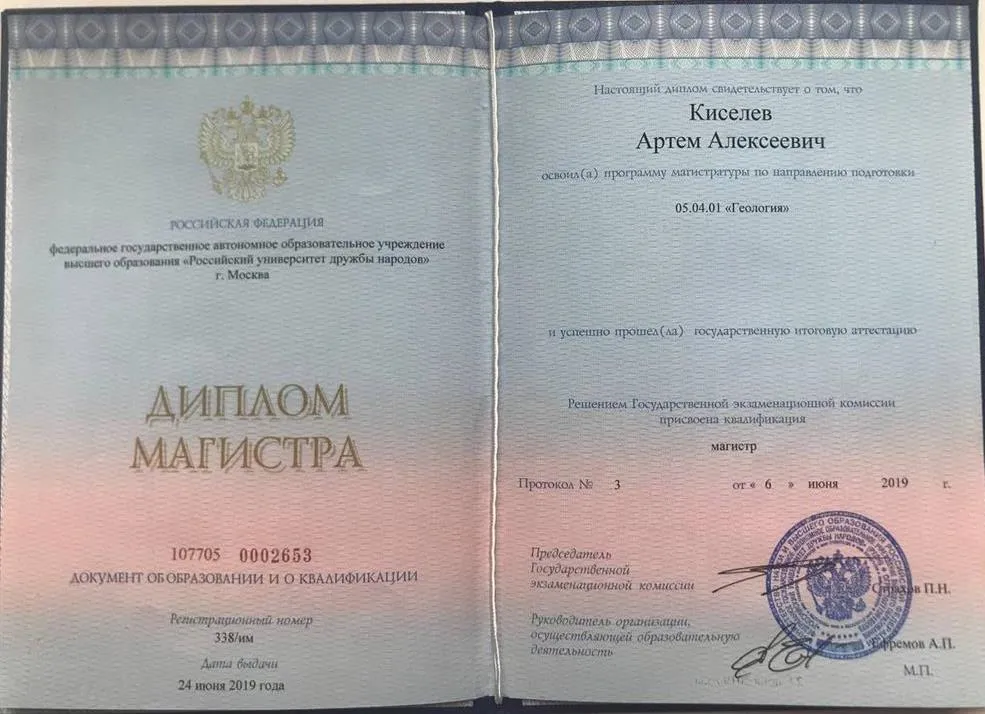 РОССИЙСКАЯ ФЕДЕРАЦИЯ
федеральное государственное автономное образовательное учреждение
высшего образования «Российский университет дружбы народов»
г. Москва
ДИПЛОМ
МАГИСТРА
107705 0002653
ДОКУМЕНТ ОБ ОБРАЗОВАНИИ И О КВАЛИФИКАЦИИ
Регистрационный номер
338/им
Дата выдачи
24 июня 2019 года
Настоящий диплом свидетельствует о том, что
Киселев
Артем Алексеевич
освоил(а) программу магистратуры по направлению подготовки
05.04.01 «Геология»
и успешно прошел(ла) государственную итоговую аттестацию
Решением Государственной экзаменационной комиссии
присвоена квалификация
магистр
Протокол № 3 от « 6 » июня 2019 г.
Председатель
Государственной
экзаменационной комиссии
Страхов П.Н.
Руководитель организации,
осуществляющей образовательную
деятельность
Ефремов А.П.
М.П.